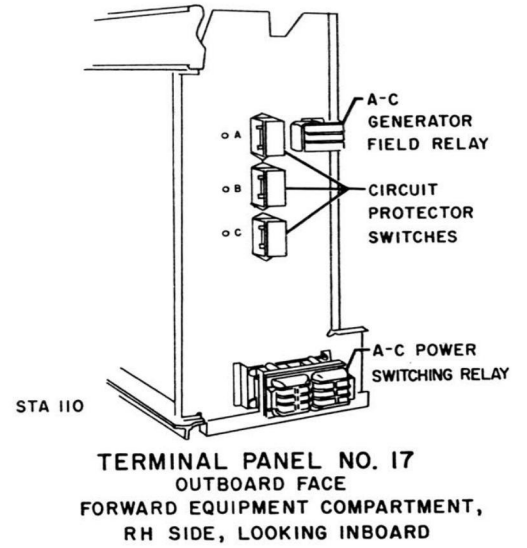 A-C
GENERATOR
FIELD RELAY
A
B
CIRCUIT
PROTECTOR
SWITCHES
C
A-C POWER
SWITCHING RELAY
STA 110
TERMINAL PANEL NO. 17
OUTBOARD FACE
FORWARD EQUIPMENT COMPARTMENT,
RH SIDE, LOOKING INBOARD